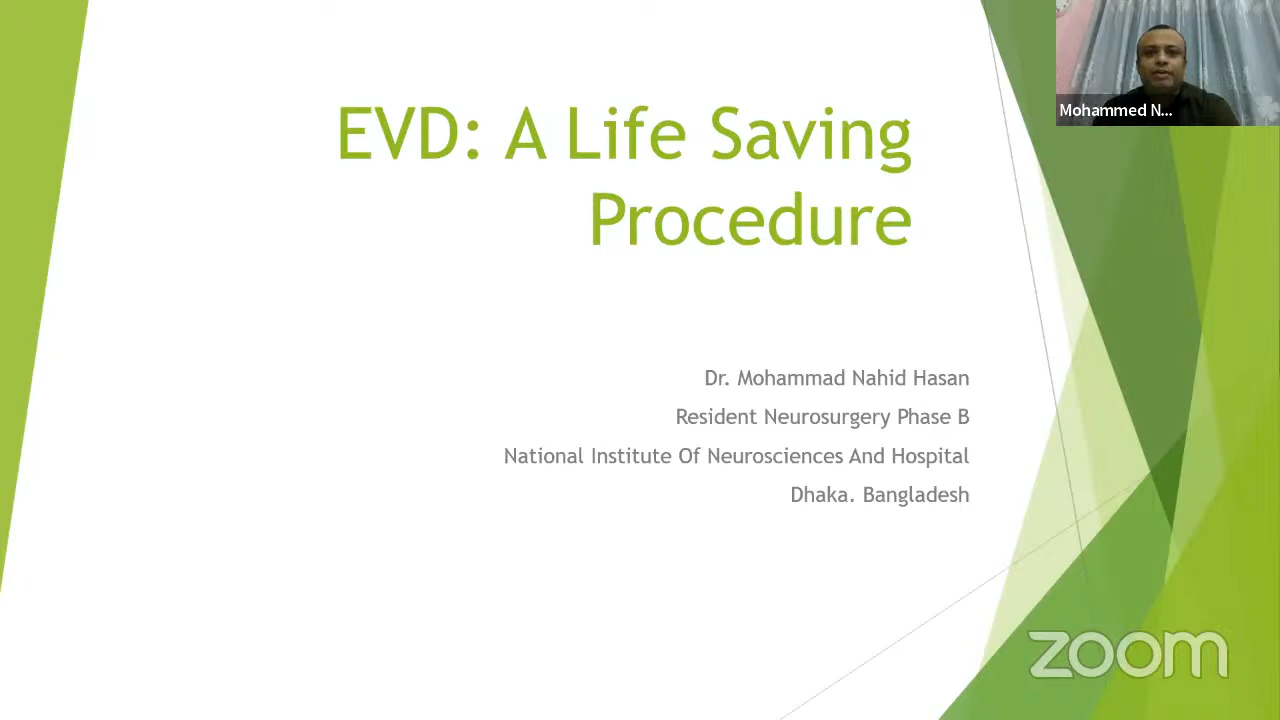 EVD: A Life Saving
Procedure
Dr. Mohammad Nahid Hasan
Resident Neurosurgery Phase B
National Institute Of Neurosciences And Hospital
Dhaka. Bangladesh
Mohammed N...
zoom